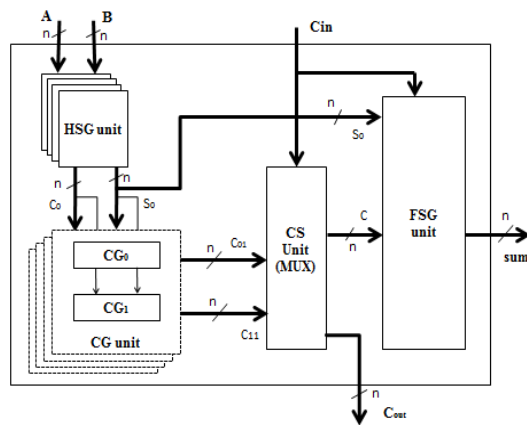 A B
n n
Cin
HSG unit
n n
C₀ S₀
n
S₀
CG₀
CG₁
CG unit
n
C₀₁
n
C11
CS
Unit
(MUX)
C
n
FSG
unit
n
sum
n
Cout